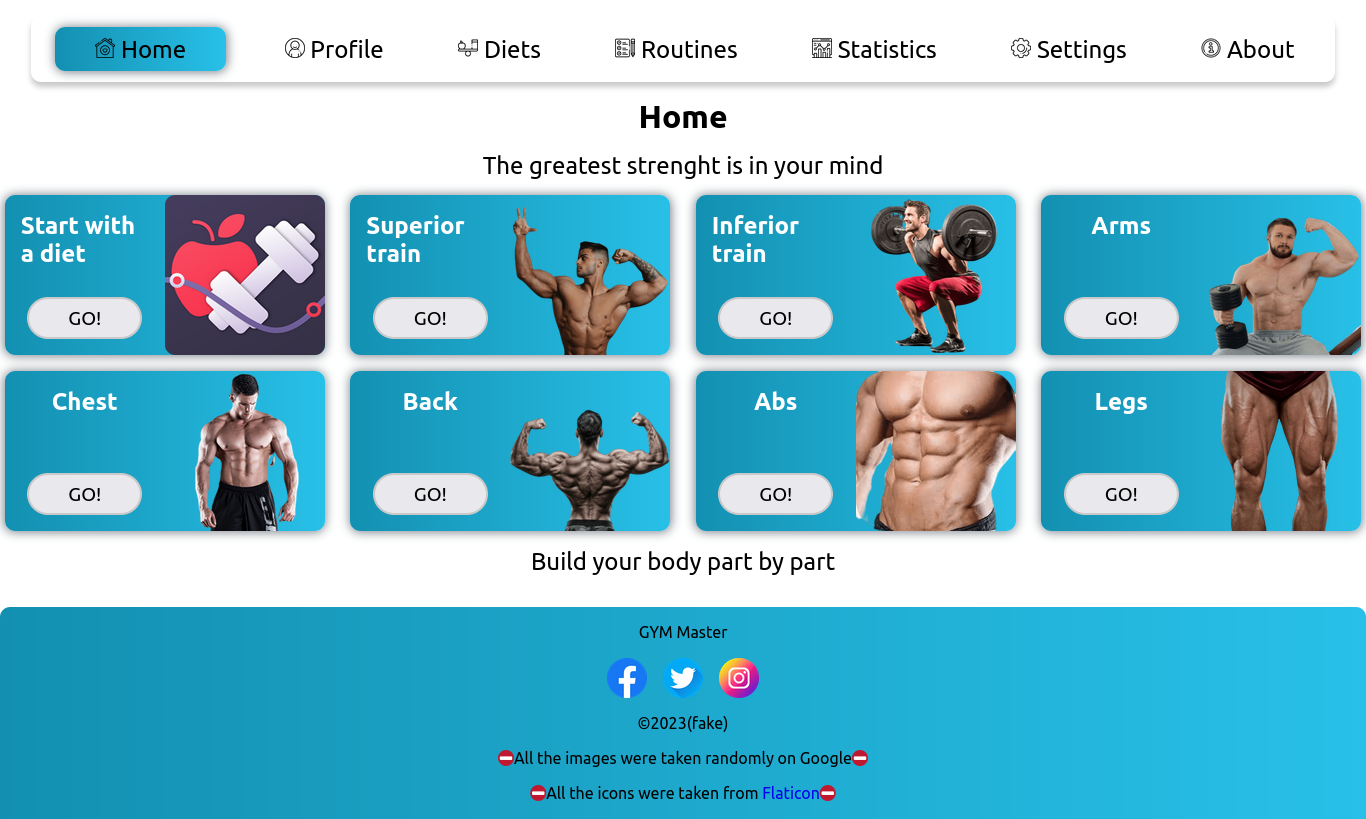 Home Profile Diets Routines Statistics Settings About
Home
The greatest strenght is in your mind
Start with
a diet
GO!
Superior
train
GO!
Inferior
train
GO!
Arms
GO!
Chest
GO!
Back
GO!
Abs
GO!
Legs
GO!
Build your body part by part
GYM Master
©2023(fake)
⛔All the images were taken randomly on Google⛔
⛔All the icons were taken from Flaticon⛔